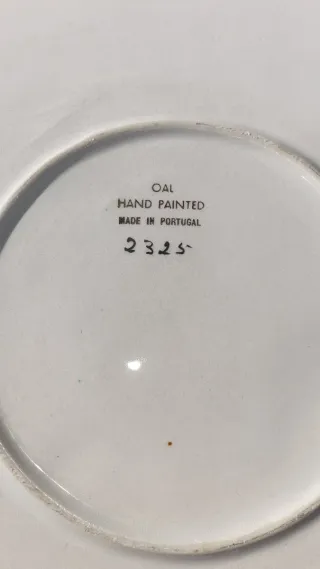 OAL
HAND PAINTED
MADE IN PORTUGAL
2325